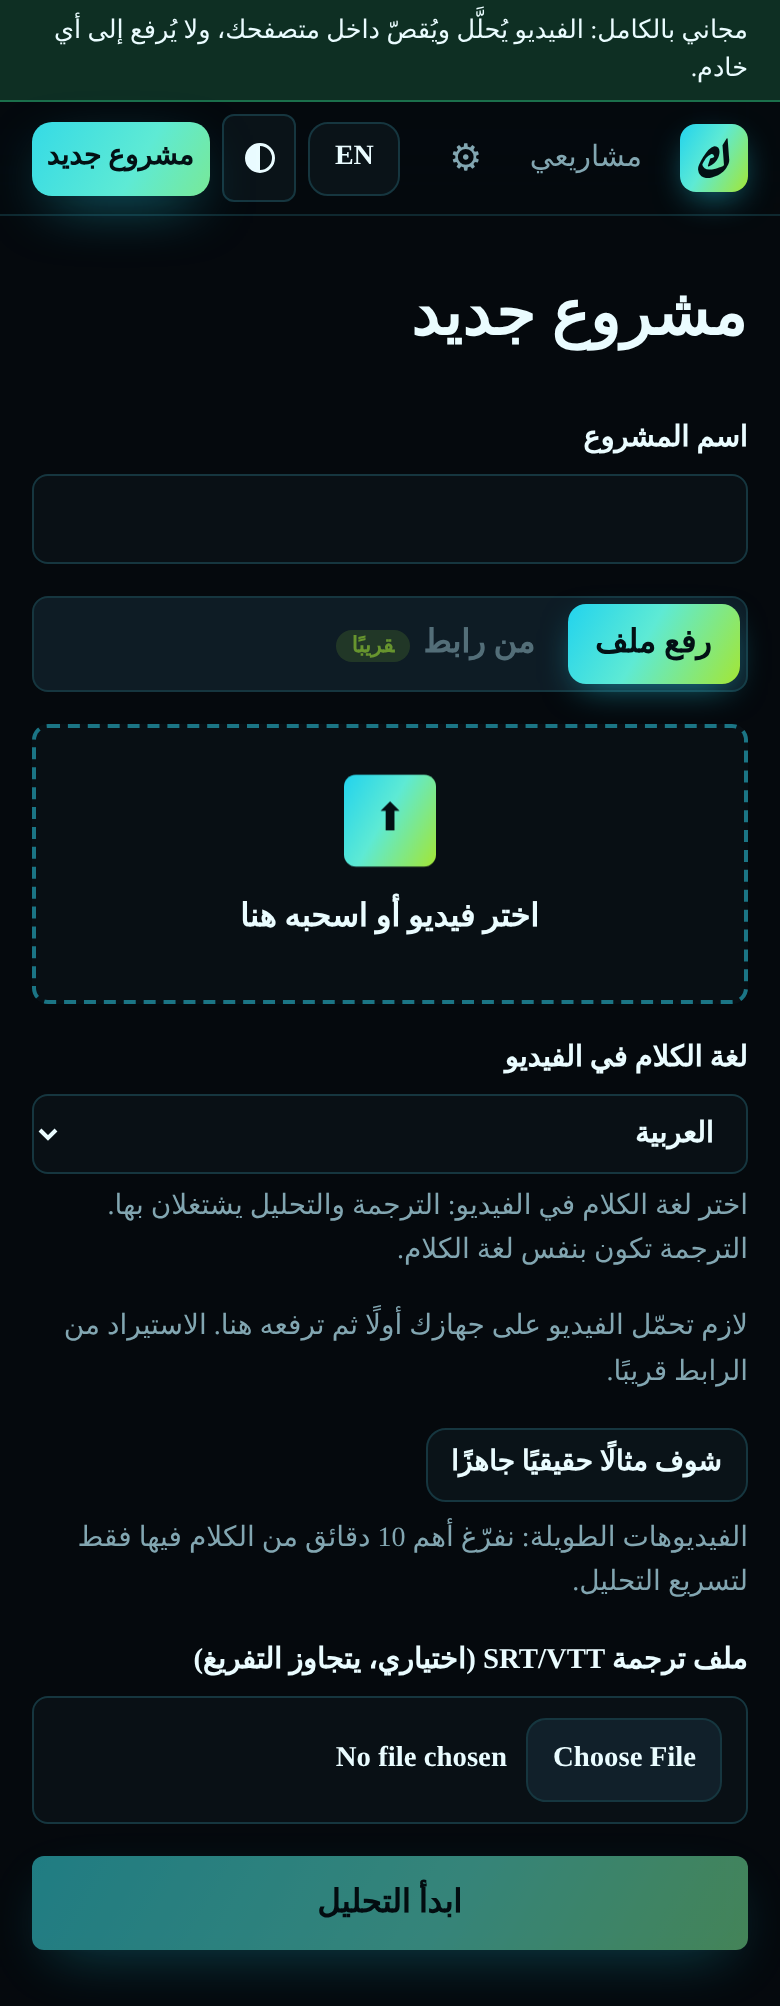 مجاني بالكامل: الفيديو يُحلَّل ويُقصّ داخل متصفحك، ولا يُرفع إلى أي
خادم.
ك
مشاريعي
EN
مشروع جديد
مشروع جديد
اسم المشروع
رفع ملف
من رابط
قريبًا
اختر فيديو أو اسحبه هنا
لغة الكلام في الفيديو
العربية
اختر لغة الكلام في الفيديو: الترجمة والتحليل يشتغلان بها.
الترجمة تكون بنفس لغة الكلام.
لازم تحمّل الفيديو على جهازك أولًا ثم ترفعه هنا. الاستيراد من
الرابط قريبًا.
شوف مثالًا حقيقيًا جاهزًا
الفيديوهات الطويلة: نفرّغ أهم 10 دقائق من الكلام فيها فقط
لتسريع التحليل.
ملف ترجمة SRT/VTT (اختياري، يتجاوز التفريغ)
Choose File
No file chosen
ابدأ التحليل